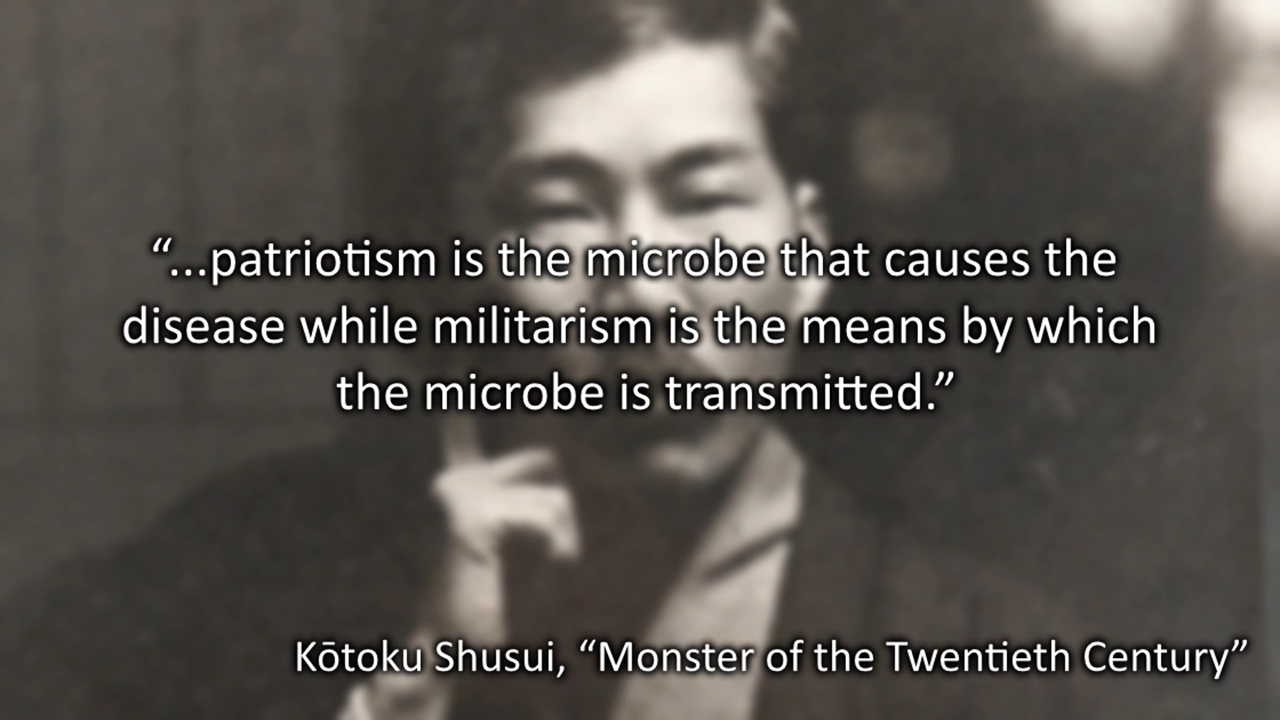 “...patriotism is the microbe that causes the
disease while militarism is the means by which
the microbe is transmitted.”
Kōtoku Shusui, “Monster of the Twentieth Century”